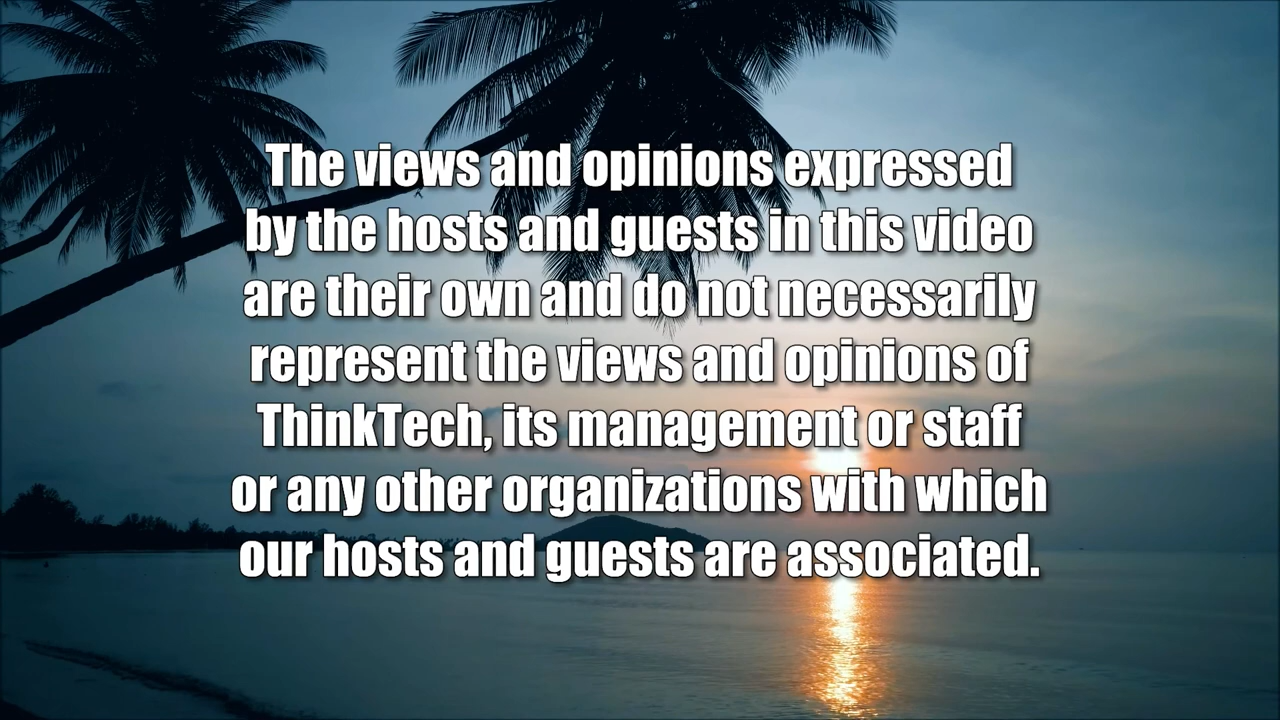 The views and opinions expressed
by the hosts and guests in this video
are their own and do not necessarily
represent the views and opinions of
ThinkTech, its management or staff
or any other organizations with which
our hosts and guests are associated.